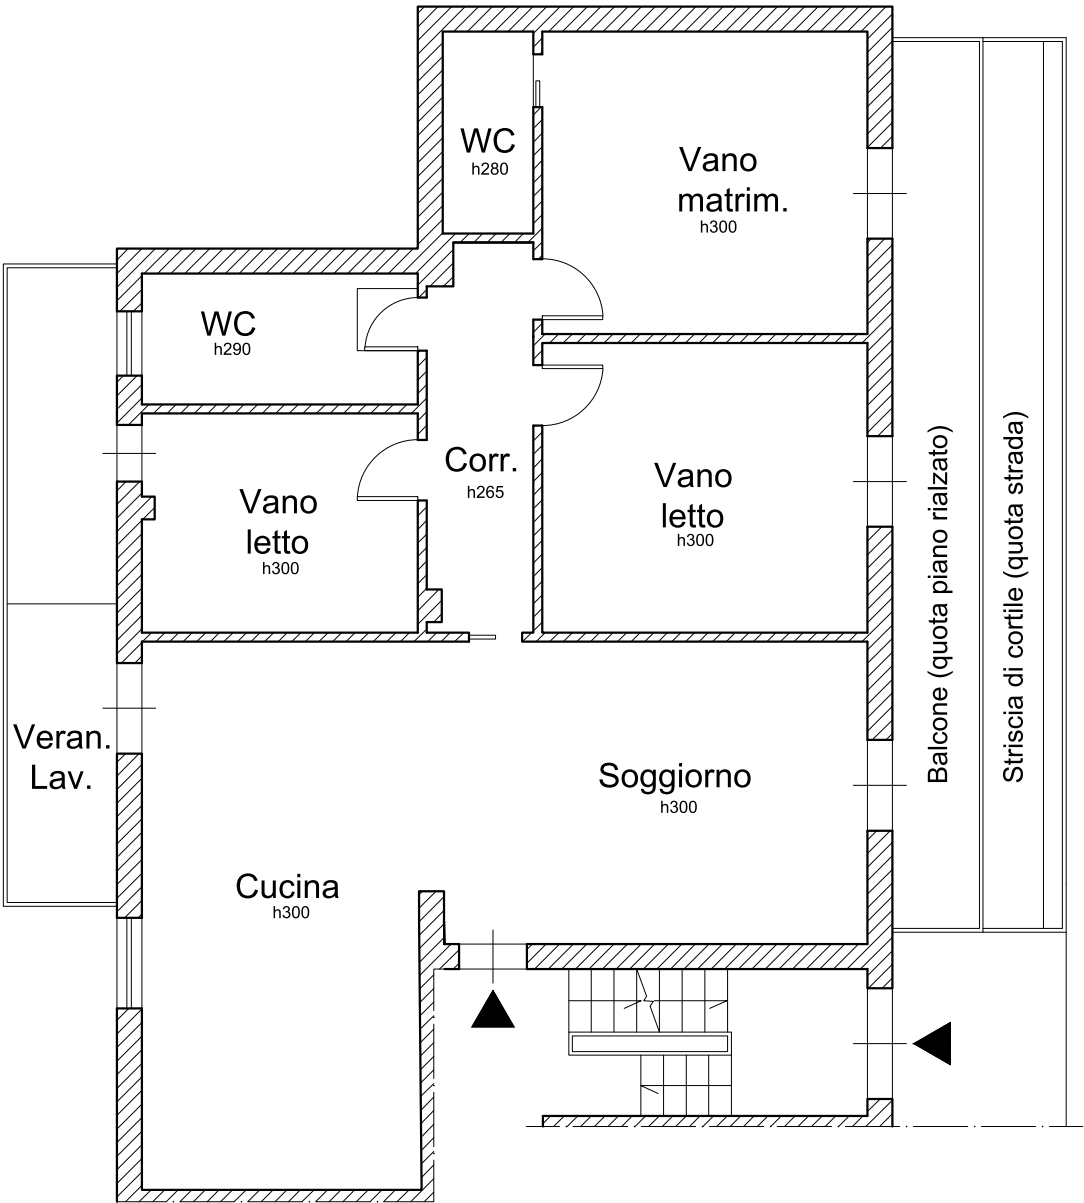 WC
h280
Vano
matrim.
h300
WC
h290
Vano
letto
h300
Corr.
h265
Vano
letto
h300
Balcone (quota piano rialzato)
Striscia di cortile (quota strada)
Veran.
Lav.
Soggiorno
h300
Cucina
h300